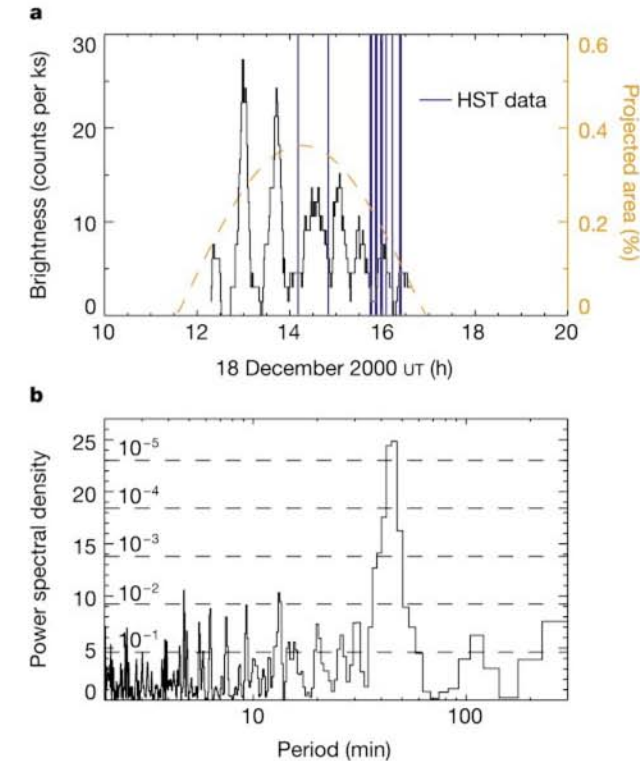 a
Brightness (counts per ks)
30
20
10
0
HST data
0.6
0.4
0.2
0
Projected area (%)
10 12 14 16 18 20
18 December 2000 UT (h)
b
Power spectral density
25
20
15
10
5
0
10⁻⁵
10⁻⁴
10⁻³
10⁻²
10⁻¹
10 100
Period (min)